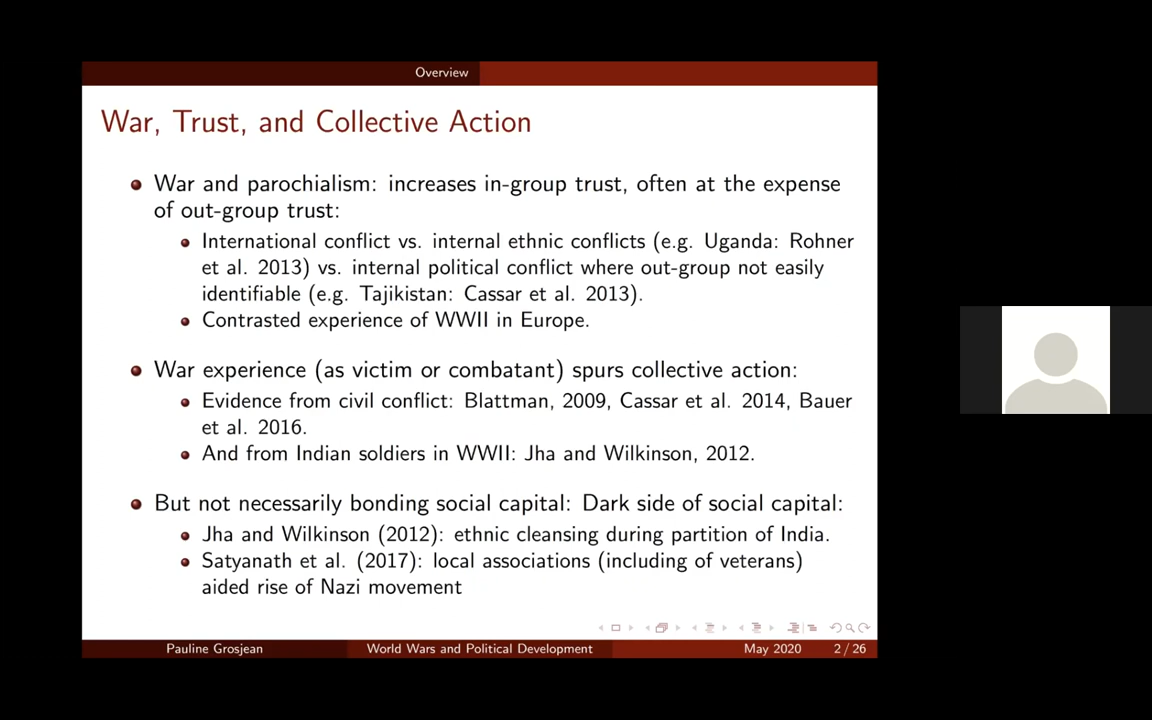 Overview
War, Trust, and Collective Action
War and parochialism: increases in-group trust, often at the expense
of out-group trust:
International conflict vs. internal ethnic conflicts (e.g. Uganda: Rohner
et al. 2013) vs. internal political conflict where out-group not easily
identifiable (e.g. Tajikistan: Cassar et al. 2013).
Contrasted experience of WWII in Europe.
War experience (as victim or combatant) spurs collective action:
Evidence from civil conflict: Blattman, 2009, Cassar et al. 2014, Bauer
et al. 2016.
And from Indian soldiers in WWII: Jha and Wilkinson, 2012.
But not necessarily bonding social capital: Dark side of social capital:
Jha and Wilkinson (2012): ethnic cleansing during partition of India.
Satyanath et al. (2017): local associations (including of veterans)
aided rise of Nazi movement
Pauline Grosjean World Wars and Political Development May 2020 2 / 26